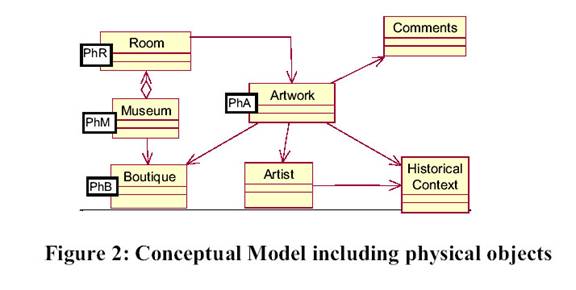 Comments
Room
PhR
Artwork
PhA
Museum
PhM
Boutique
PhB
Artist
Historical
Context
Figure 2: Conceptual Model including physical objects